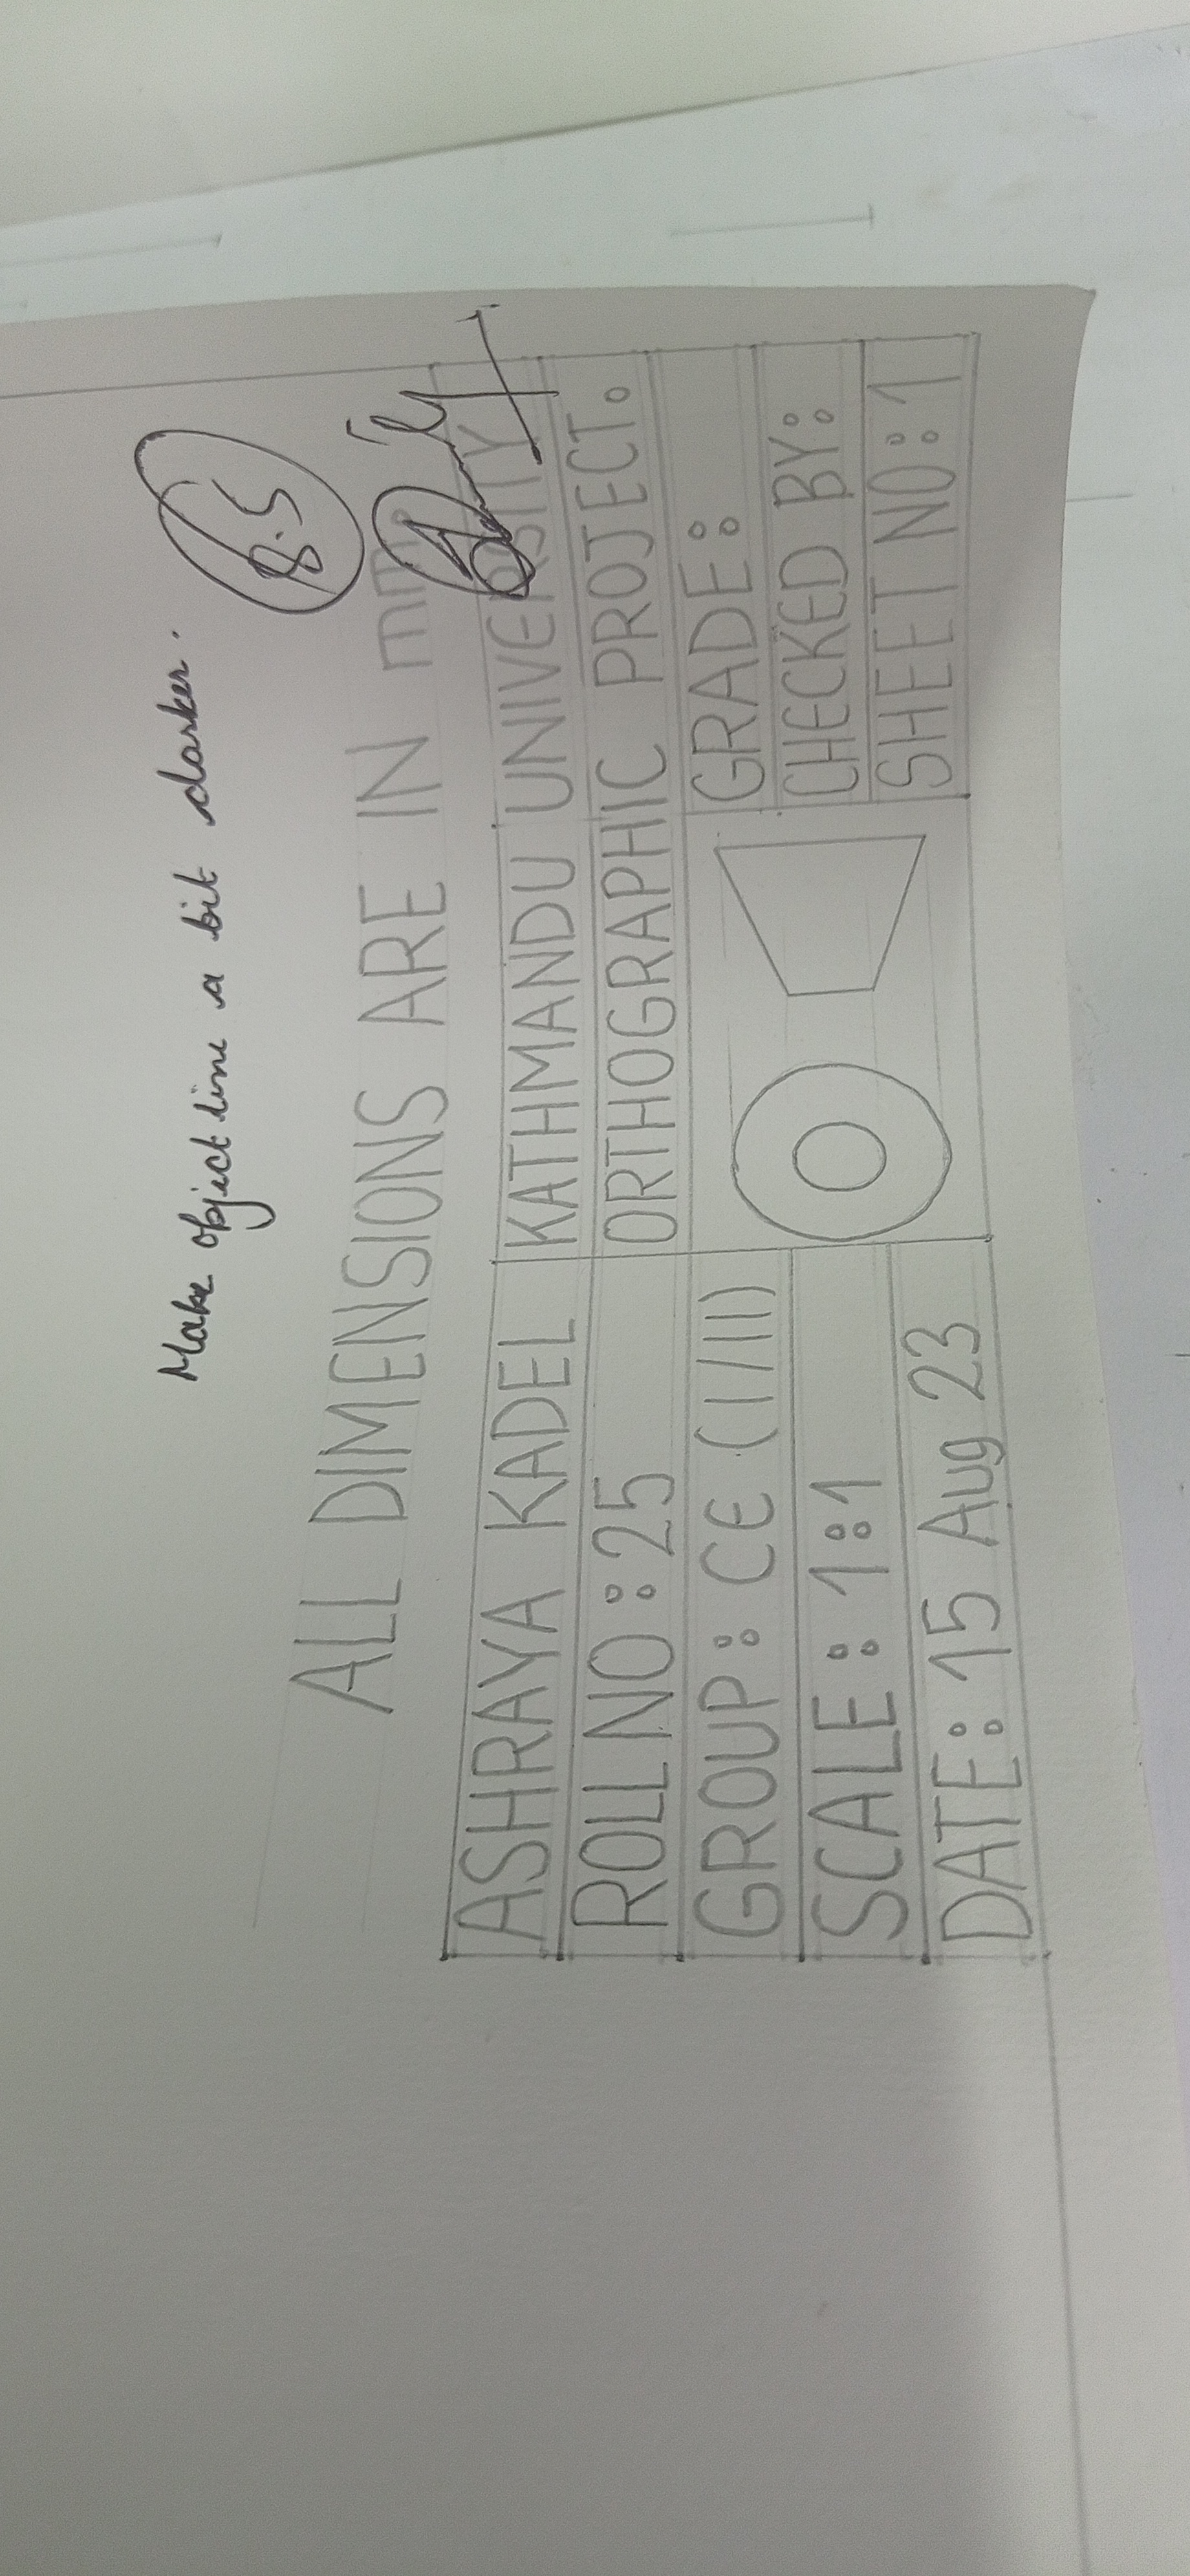 Make object line a bit darker.
8.5
ALL DIMENSIONS ARE IN mm.
ASHRAYA KADEL
KATHMANDU UNIVERSITY
ROLL NO : 25
ORTHOGRAPHIC PROJECT.
GROUP : CE (I/II)
GRADE :
SCALE : 1:1
CHECKED BY:
DATE : 15 Aug 23
SHEET NO : 1